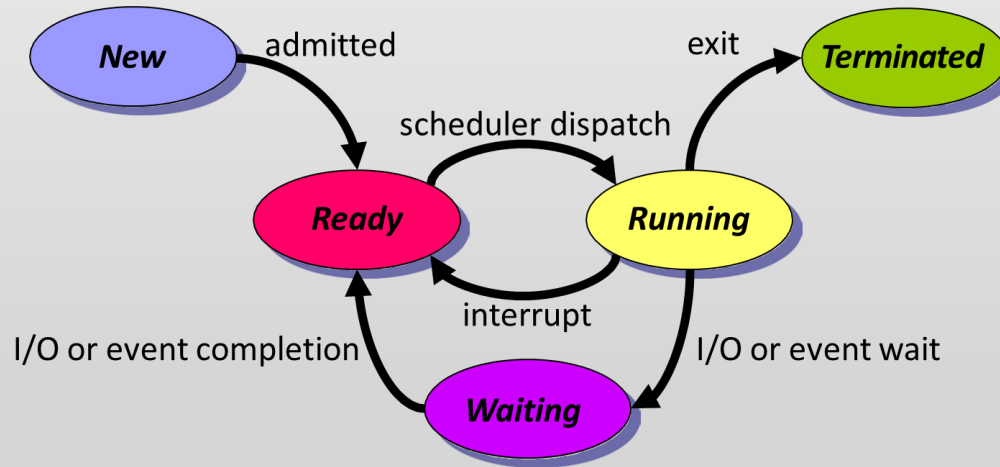 New
admitted
exit
Terminated
scheduler dispatch
Ready
Running
interrupt
I/O or event completion
I/O or event wait
Waiting